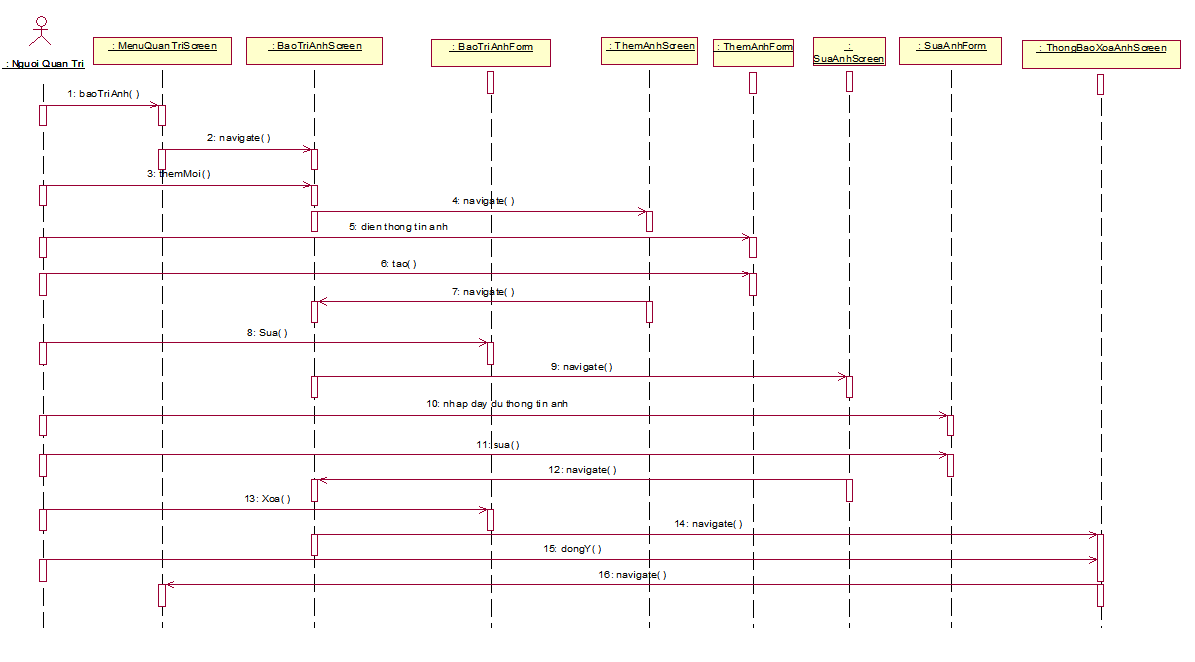 : Nguoi Quan Tri
: MenuQuanTriScreen
: BaoTriAnhScreen
: BaoTriAnhForm
: ThemAnhScreen
: ThemAnhForm
:
SuaAnhScreen
: SuaAnhForm
: ThongBaoXoaAnhScreen
1: baoTriAnh( )
2: navigate( )
3: themMoi( )
4: navigate( )
5: dien thong tin anh
6: tao( )
7: navigate( )
8: Sua( )
9: navigate( )
10: nhap day du thong tin anh
11: sua( )
12: navigate( )
13: Xoa( )
14: navigate( )
15: dongY( )
16: navigate( )